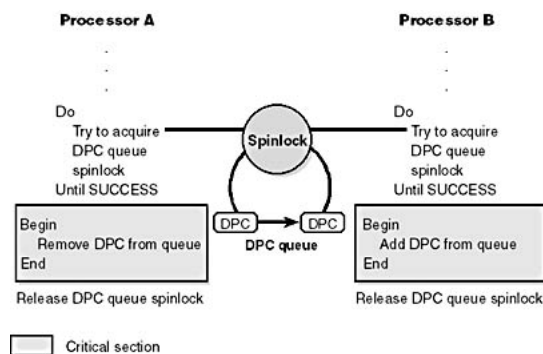 Processor A
Processor B
.
.
.
.
.
.
Do
Try to acquire
DPC queue
spinlock
Until SUCCESS
Begin
Remove DPC from queue
End
Release DPC queue spinlock
Spinlock
DPC
DPC
DPC queue
Do
Try to acquire
DPC queue
spinlock
Until SUCCESS
Begin
Add DPC from queue
End
Release DPC queue spinlock
Critical section